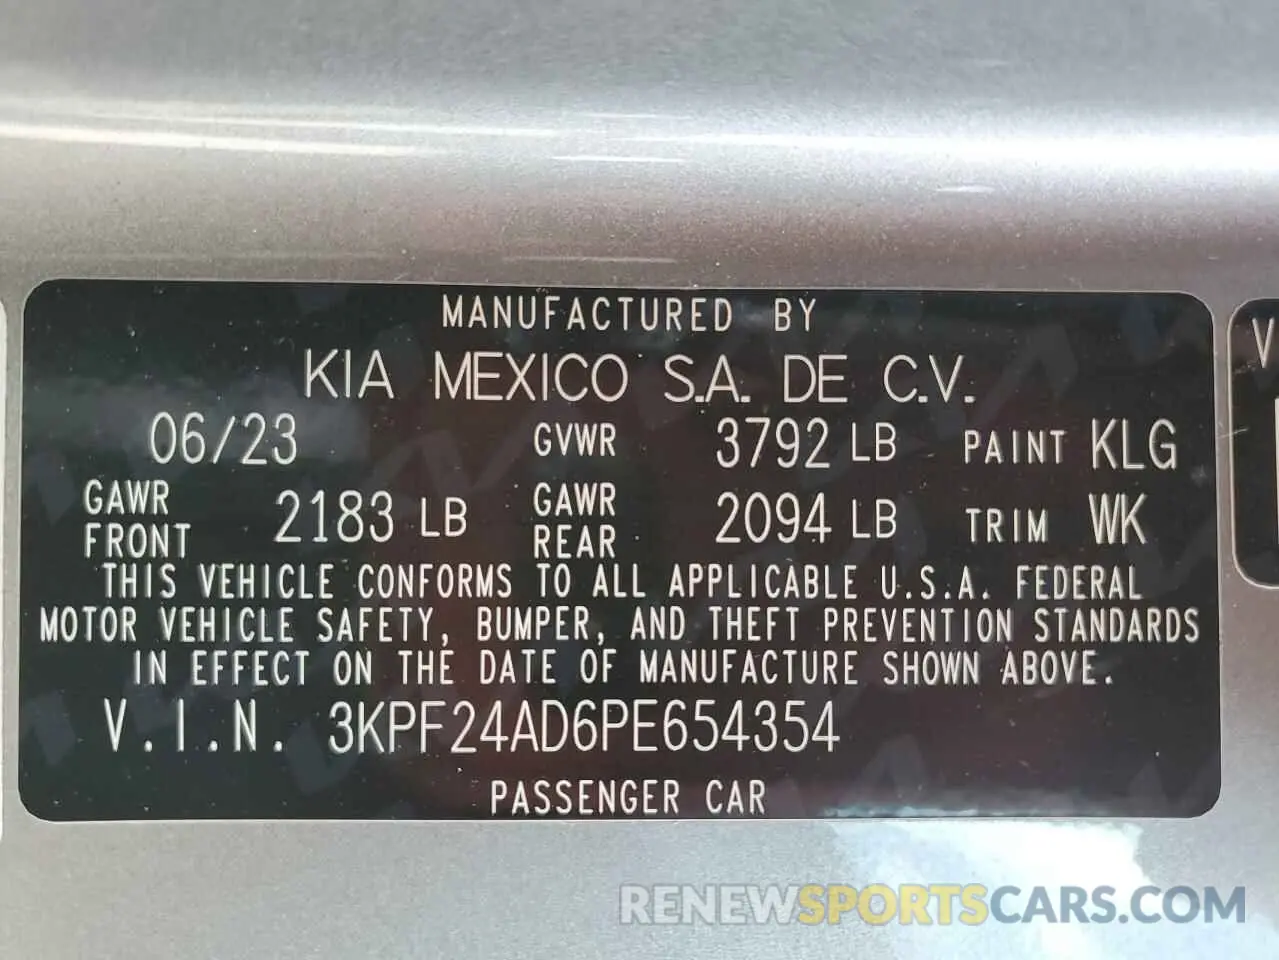 MANUFACTURED BY
KIA MEXICO S.A. DE C.V.
06/23 GVWR 3792 LB PAINT KLG
GAWR FRONT 2183 LB GAWR REAR 2094 LB TRIM WK
THIS VEHICLE CONFORMS TO ALL APPLICABLE U.S.A. FEDERAL
MOTOR VEHICLE SAFETY, BUMPER, AND THEFT PREVENTION STANDARDS
IN EFFECT ON THE DATE OF MANUFACTURE SHOWN ABOVE.
V.I.N. 3KPF24AD6PE654354
PASSENGER CAR
RENEWSPORTSCARS.COM